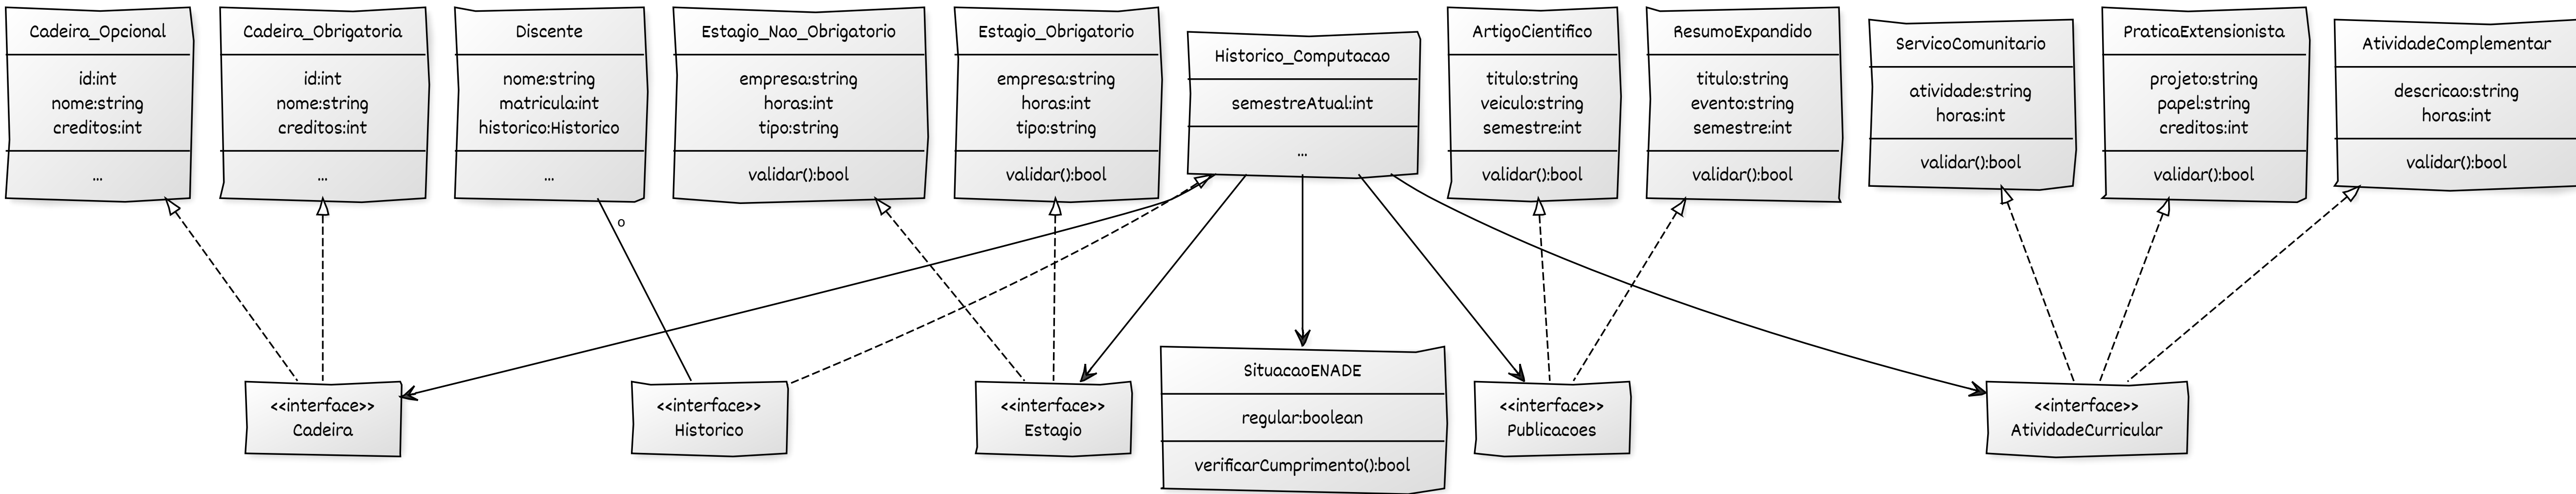 Cadeira_Opcional
id:int
nome:string
creditos:int
...
Cadeira_Obrigatoria
id:int
nome:string
creditos:int
...
Discente
nome:string
matricula:int
historico:Historico
...
o
Estagio_Nao_Obrigatorio
empresa:string
horas:int
tipo:string
validar():bool
Estagio_Obrigatorio
empresa:string
horas:int
tipo:string
validar():bool
Historico_Computacao
semestreAtual:int
...
ArtigoCientifico
titulo:string
veiculo:string
semestre:int
validar():bool
ResumoExpandido
titulo:string
evento:string
semestre:int
validar():bool
ServicoComunitario
atividade:string
horas:int
validar():bool
PraticaExtensionista
projeto:string
papel:string
creditos:int
validar():bool
AtividadeComplementar
descricao:string
horas:int
validar():bool
<<interface>>
Cadeira
<<interface>>
Historico
<<interface>>
Estagio
SituacaoENADE
regular:boolean
verificarCumprimento():bool
<<interface>>
Publicacoes
<<interface>>
AtividadeCurricular